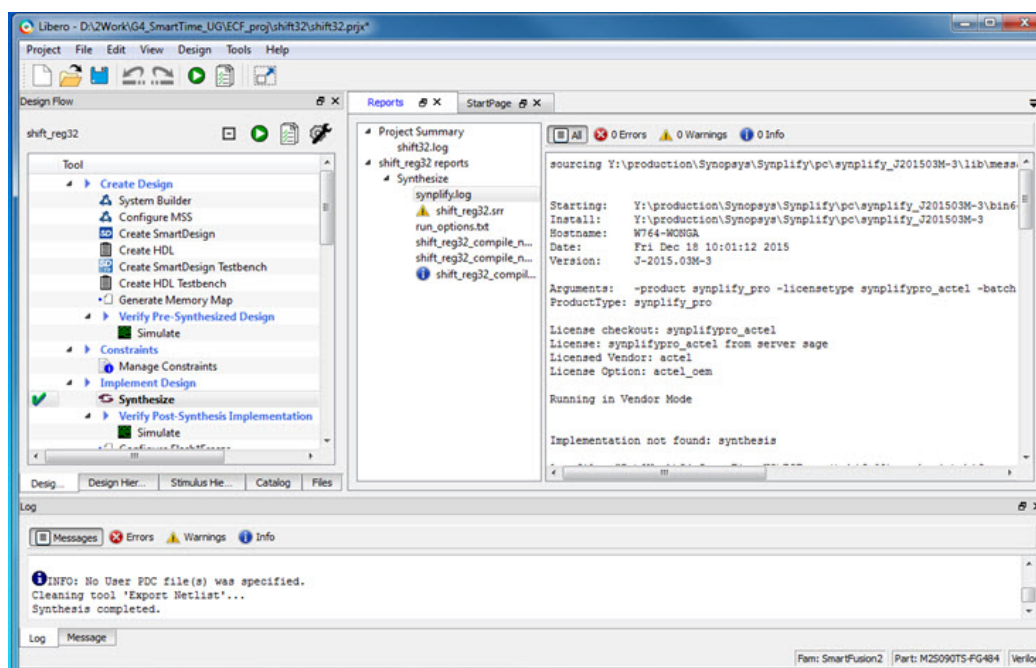 Libero - D:\2Work\G4_SmartTime_UG\ECF_proj\shift32\shift32.prjx*
Project File Edit View Design Tools Help
Design Flow
Reports
StartPage
shift_reg32
Tool
Create Design
System Builder
Configure MSS
Create SmartDesign
Create HDL
Create SmartDesign Testbench
Create HDL Testbench
Generate Memory Map
Verify Pre-Synthesized Design
Simulate
Constraints
Manage Constraints
Implement Design
Synthesize
Verify Post-Synthesis Implementation
Simulate
Desig... Design Hier... Stimulus Hie... Catalog Files
Project Summary
shift32.log
shift_reg32 reports
Synthesize
synplify.log
shift_reg32.srr
run_options.txt
shift_reg32_compile_n...
shift_reg32_compile_n...
shift_reg32_compil...
All 0 Errors 0 Warnings 0 Info
sourcing Y:\production\Synopsys\Synplify\pc\synplify_J201503M-3\lib\mess
Starting: Y:\production\Synopsys\Synplify\pc\synplify_J201503M-3\bin6
Install: Y:\production\Synopsys\Synplify\pc\synplify_J201503M-3
Hostname: W764-WONGA
Date: Fri Dec 18 10:01:12 2015
Version: J-2015.03M-3
Arguments: -product synplify_pro -licensetype synplifypro_actel -batch
ProductType: synplify_pro
License checkout: synplifypro_actel
License: synplifypro_actel from server sage
Licensed Vendor: actel
License Option: actel_oem
Running in Vendor Mode
Implementation not found: synthesis
Log
Messages Errors Warnings Info
INFO: No User PDC file(s) was specified.
Cleaning tool 'Export Netlist'...
Synthesis completed.
Log Message
Fam: SmartFusion2 Part: M2S090TS-FG484 Verilo